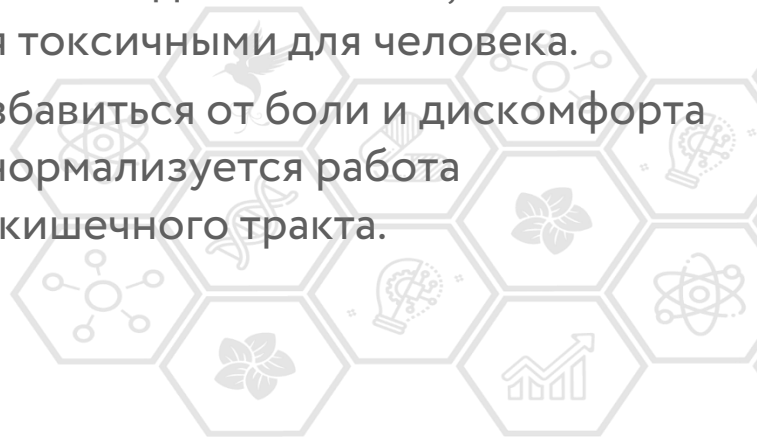 я токсичными для человека.
збавиться от боли и дискомфорта
нормализуется работа
кишечного тракта.